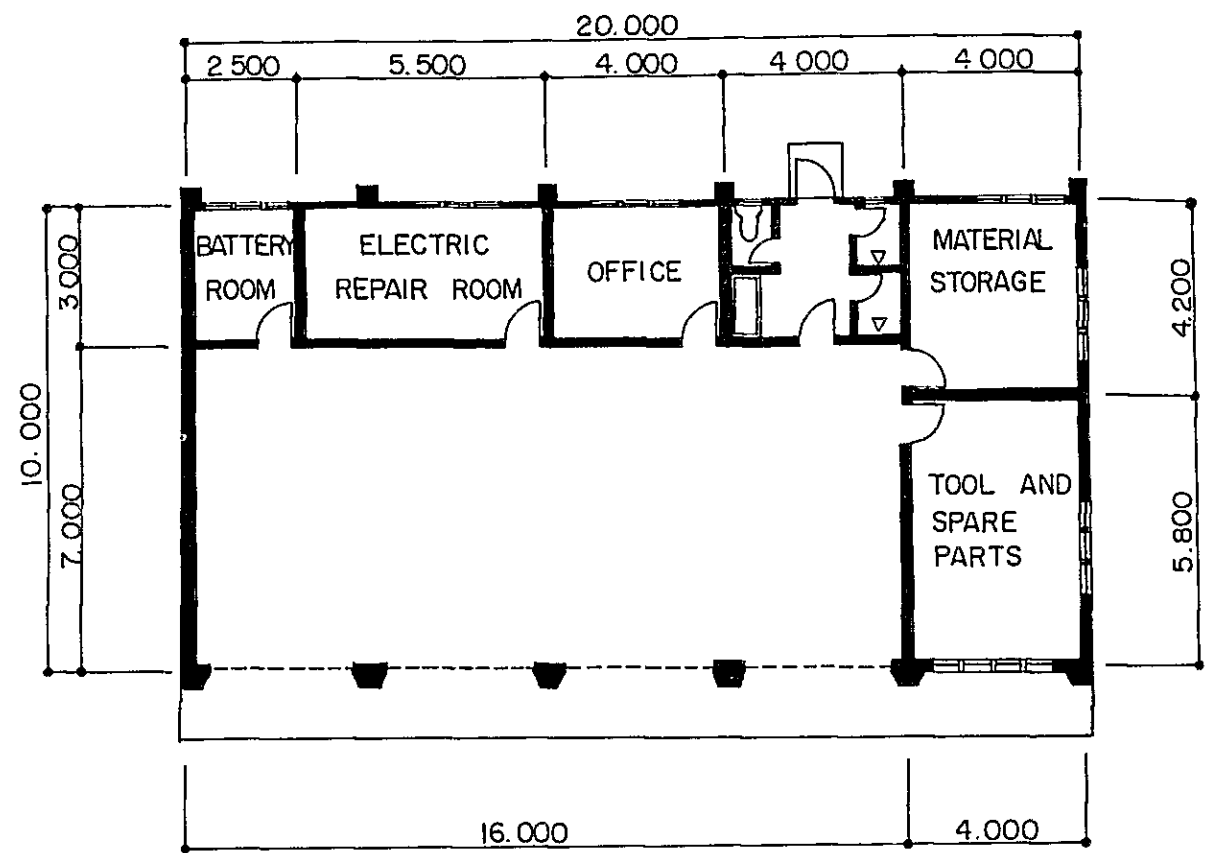 20.000
2 500
5.500
4.000
4 000
4 000
BATTERY
ROOM
ELECTRIC
REPAIR ROOM
OFFICE
MATERIAL
STORAGE
3.000
4.200
10.000
7.000
TOOL AND
SPARE
PARTS
5.800
16.000
4.000